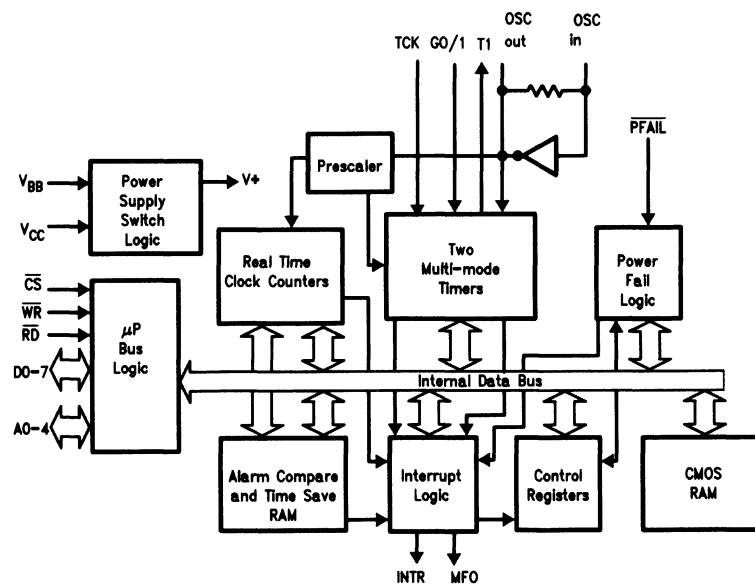 OSC
out
OSC
in
TCK
G0/1
T1
PFAIL
Prescaler
VBB
VCC
Power
Supply
Switch
Logic
V+
Real Time
Clock Counters
Two
Multi-mode
Timers
Power
Fail
Logic
CS
WR
RD
D0-7
A0-4
µP
Bus
Logic
Internal Data Bus
Alarm Compare
and Time Save
RAM
Interrupt
Logic
Control
Registers
CMOS
RAM
INTR
MFO